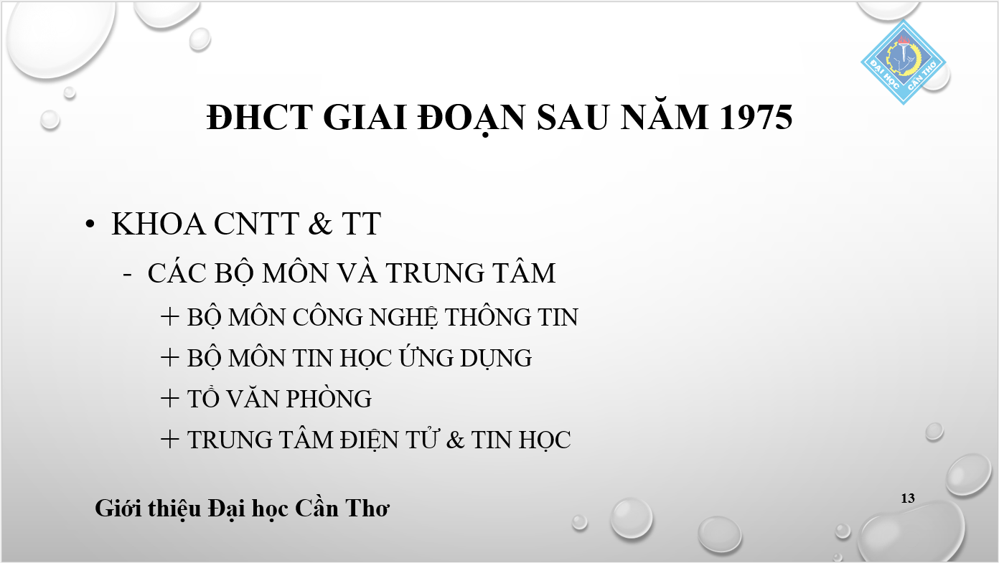 ĐẠI HỌC CẦN THƠ
ĐHCT GIAI ĐOẠN SAU NĂM 1975
• KHOA CNTT & TT
- CÁC BỘ MÔN VÀ TRUNG TÂM
+ BỘ MÔN CÔNG NGHỆ THÔNG TIN
+ BỘ MÔN TIN HỌC ỨNG DỤNG
+ TỔ VĂN PHÒNG
+ TRUNG TÂM ĐIỆN TỬ & TIN HỌC
Giới thiệu Đại học Cần Thơ
13